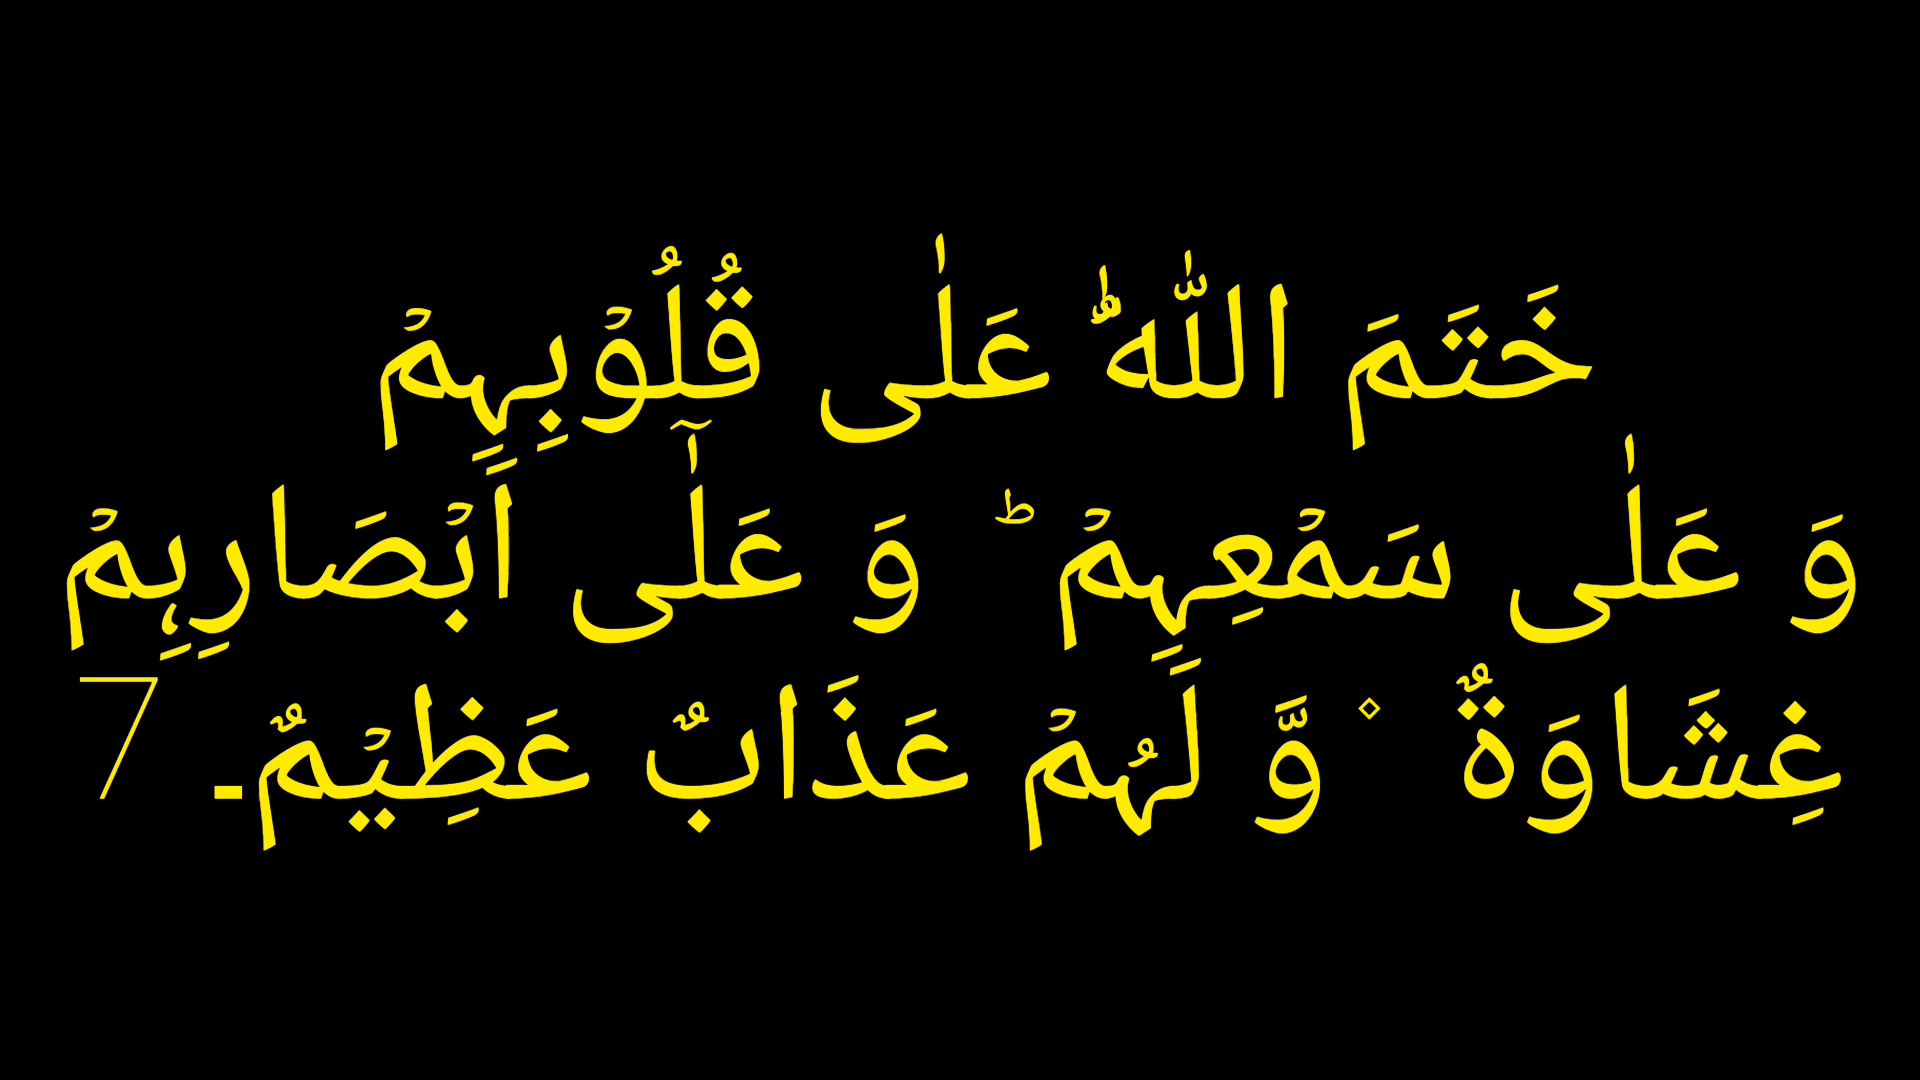 خَتَمَ اللّٰهُ عَلٰى قُلُوْبِهِمْ
وَ عَلٰى سَمْعِهِمْ ؕ وَ عَلٰۤى اَبْصَارِهِمْ
غِشَاوَةٌ ۫ وَّ لَهُمْ عَذَابٌ عَظِيْمٌ۔ 7